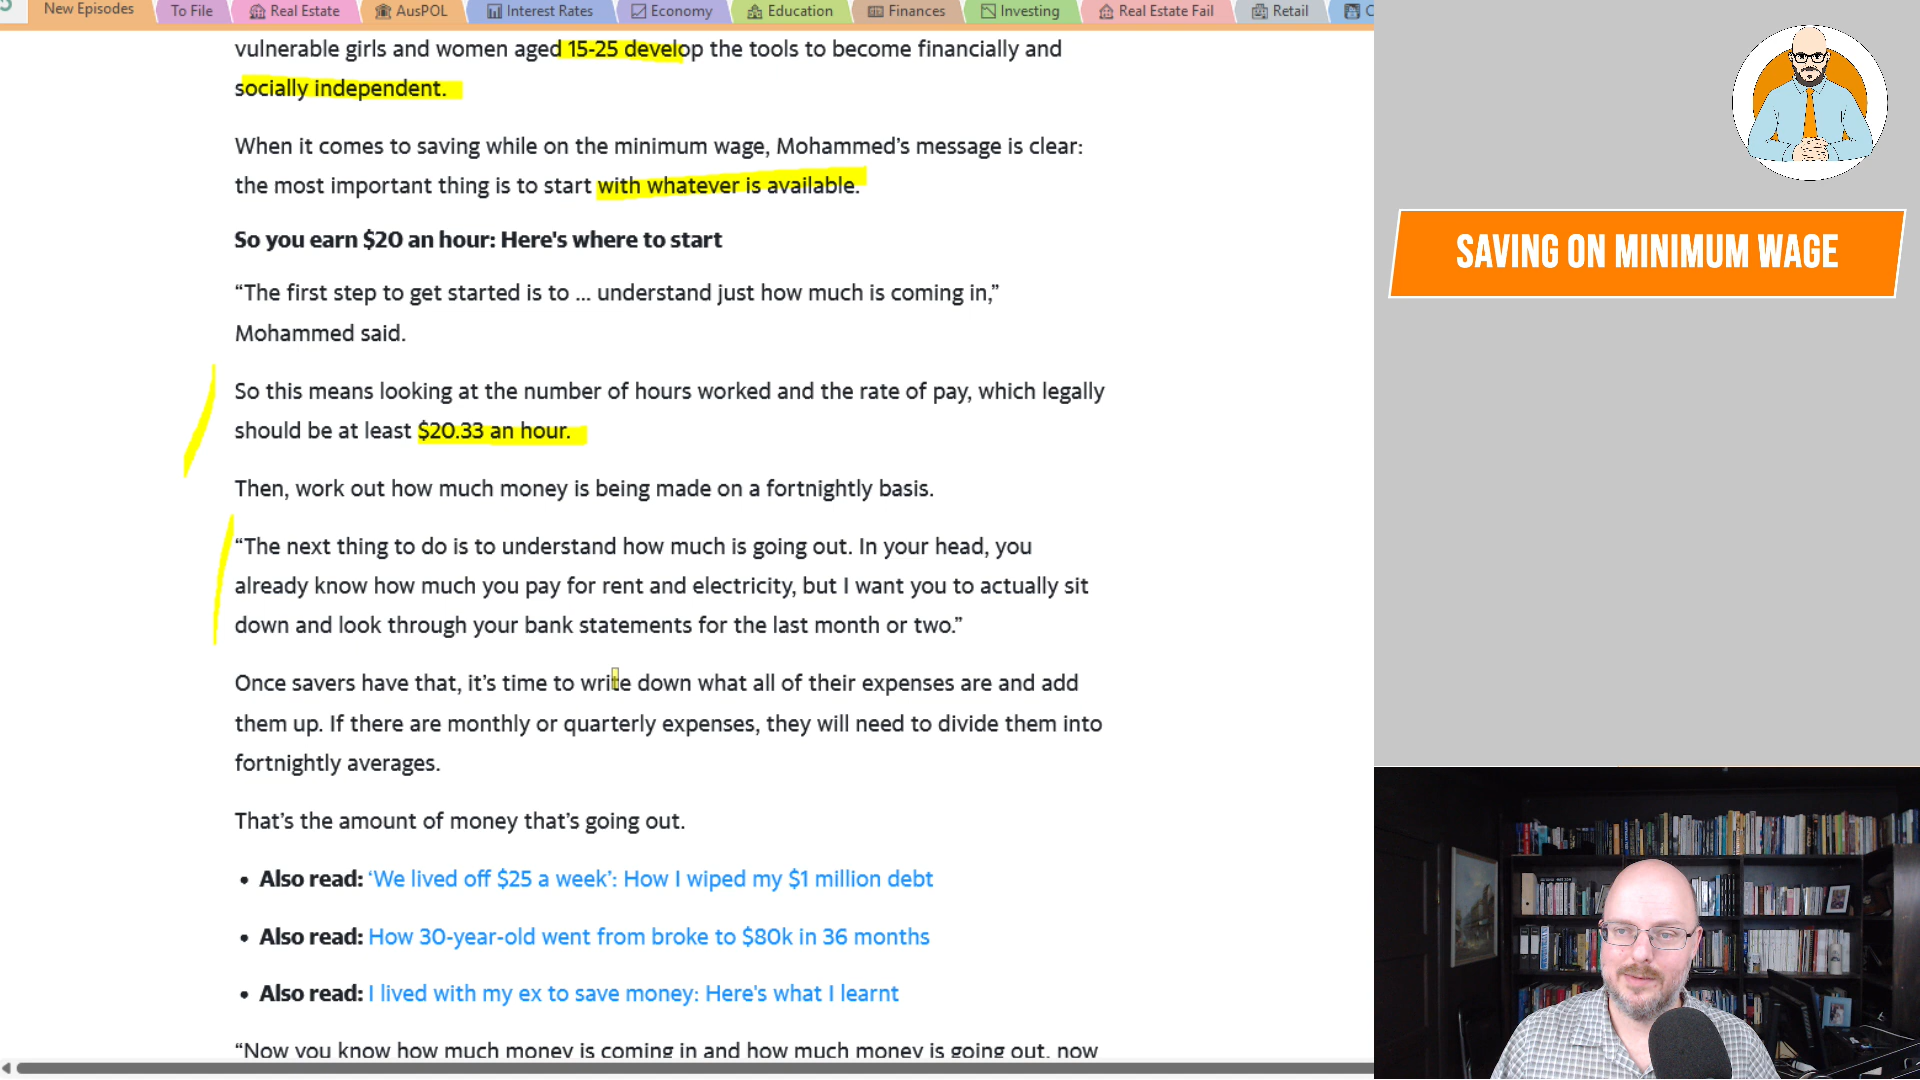 New Episodes To File Real Estate AusPOL Interest Rates Economy Education Finances Investing Real Estate Fail Retail
vulnerable girls and women aged 15-25 develop the tools to become financially and
socially independent.
When it comes to saving while on the minimum wage, Mohammed’s message is clear:
the most important thing is to start with whatever is available.
So you earn $20 an hour: Here's where to start
“The first step to get started is to ... understand just how much is coming in,”
Mohammed said.
So this means looking at the number of hours worked and the rate of pay, which legally
should be at least $20.33 an hour.
Then, work out how much money is being made on a fortnightly basis.
“The next thing to do is to understand how much is going out. In your head, you
already know how much you pay for rent and electricity, but I want you to actually sit
down and look through your bank statements for the last month or two.”
Once savers have that, it’s time to write down what all of their expenses are and add
them up. If there are monthly or quarterly expenses, they will need to divide them into
fortnightly averages.
That’s the amount of money that’s going out.
• Also read: ‘We lived off $25 a week’: How I wiped my $1 million debt
• Also read: How 30-year-old went from broke to $80k in 36 months
• Also read: I lived with my ex to save money: Here's what I learnt
“Now you know how much money is coming in and how much money is going out, now
SAVING ON MINIMUM WAGE